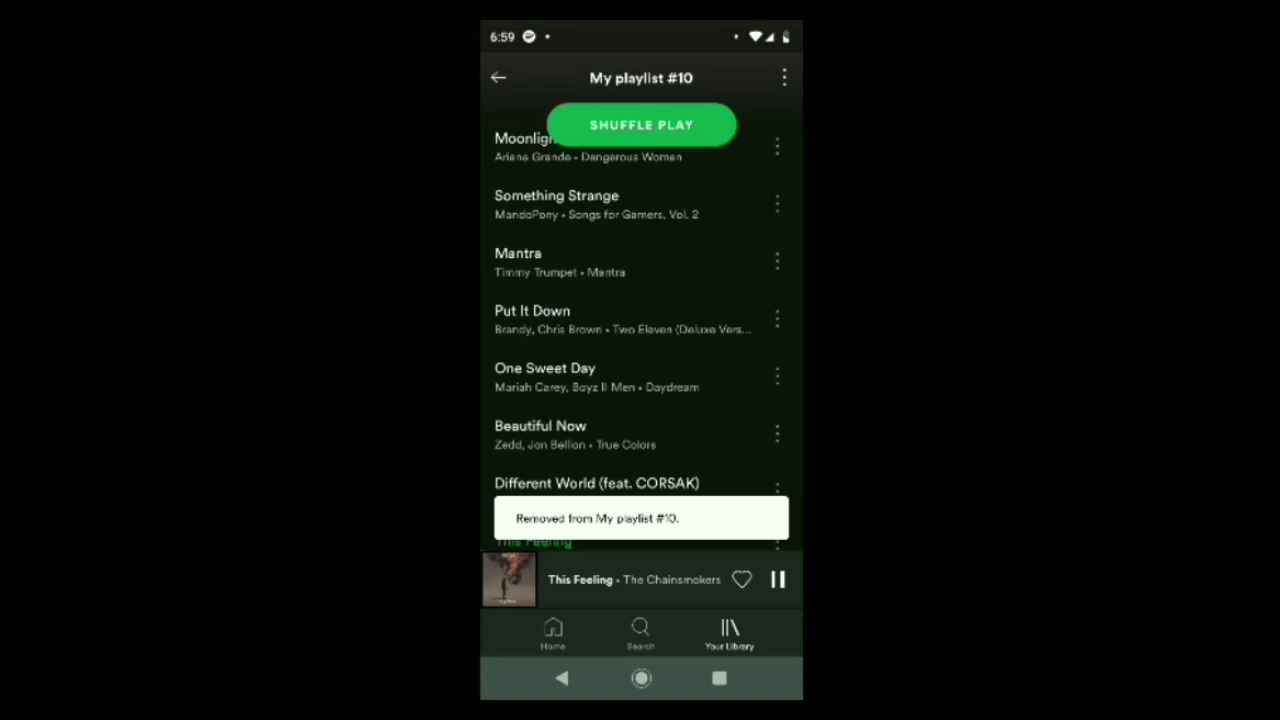 6:59
My playlist #10
SHUFFLE PLAY
Ariana Grande • Dangerous Woman
Something Strange
MandoPony • Songs for Gamers, Vol. 2
Mantra
Timmy Trumpet • Mantra
Put It Down
Brandy, Chris Brown • Two Eleven (Deluxe Vers...
One Sweet Day
Mariah Carey, Boyz II Men • Daydream
Beautiful Now
Zedd, Jon Bellion • True Colors
Different World (feat. CORSAK)
Removed from My playlist #10.
This Feeling
This Feeling • The Chainsmokers
Home
Search
Your Library